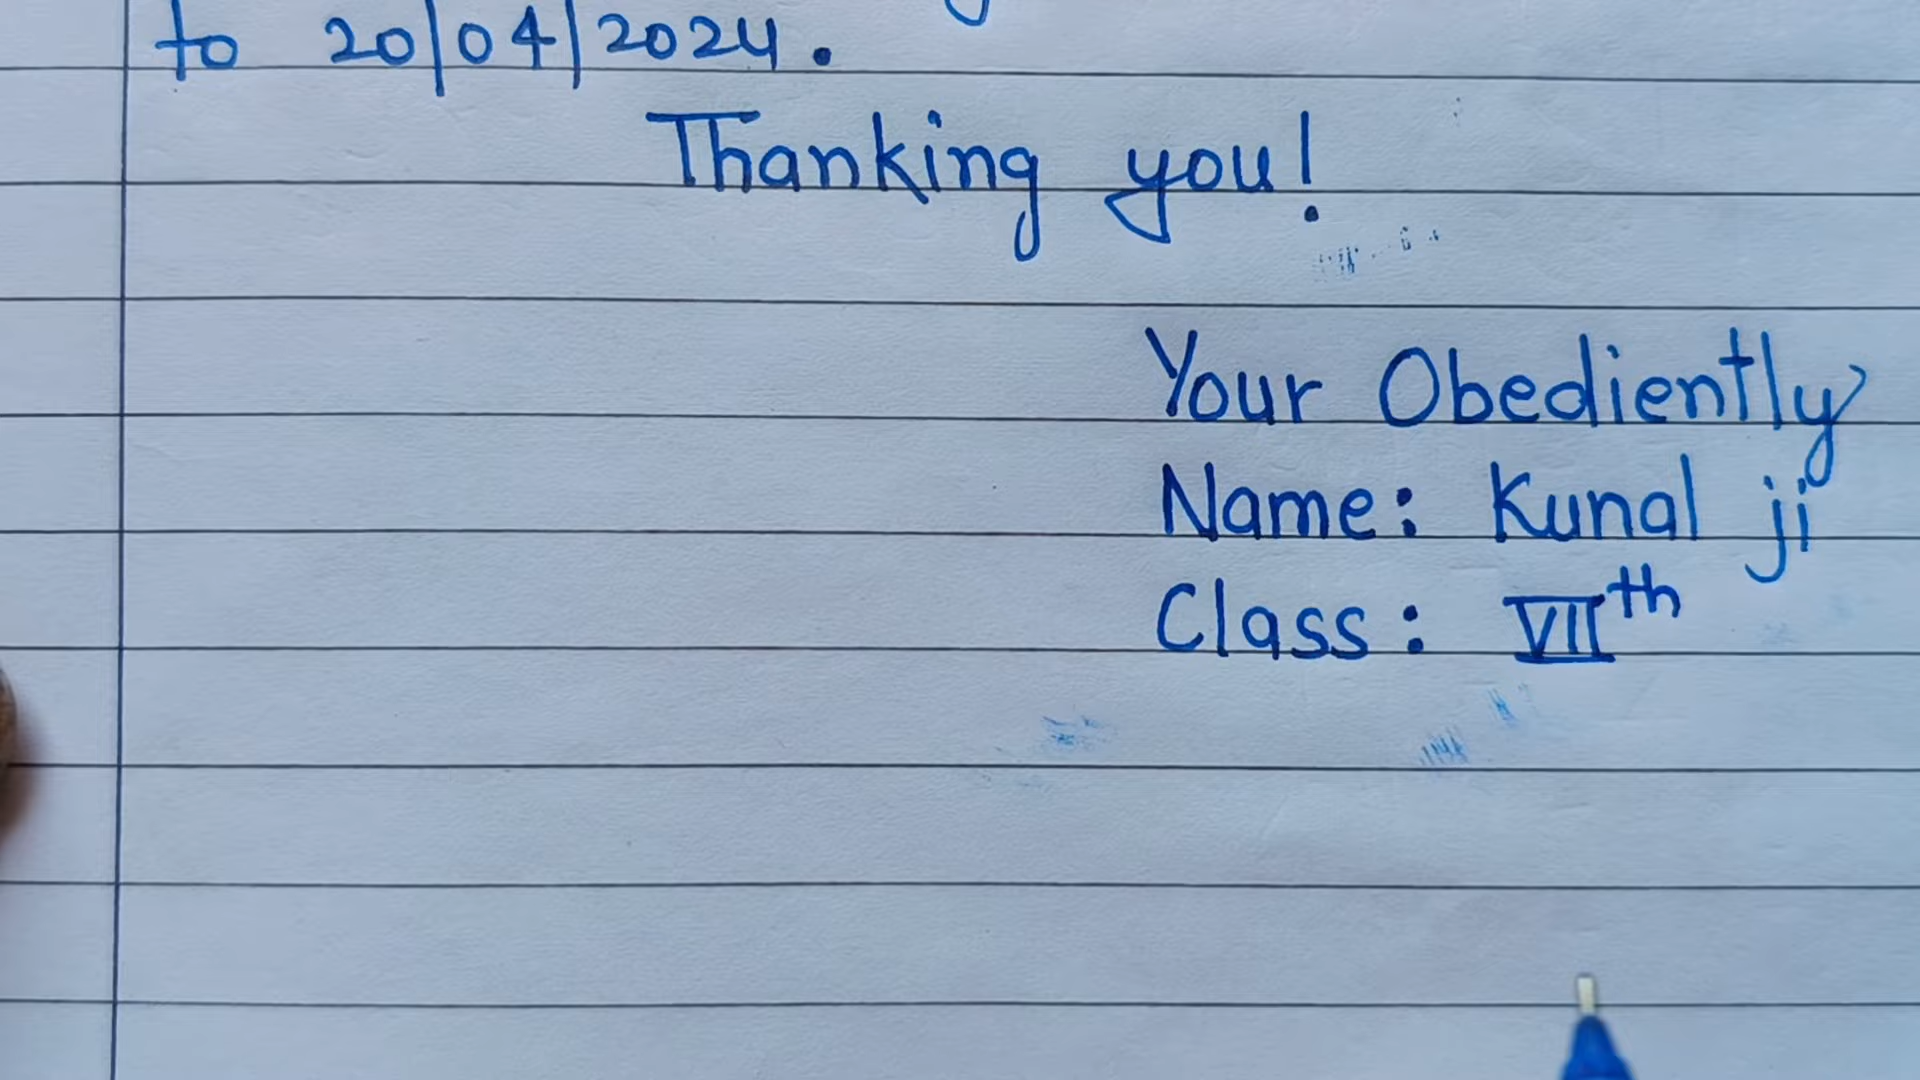 to 20/04/2024.
Thanking you!
Your Obediently
Name: Kunal ji
Class: VIIth